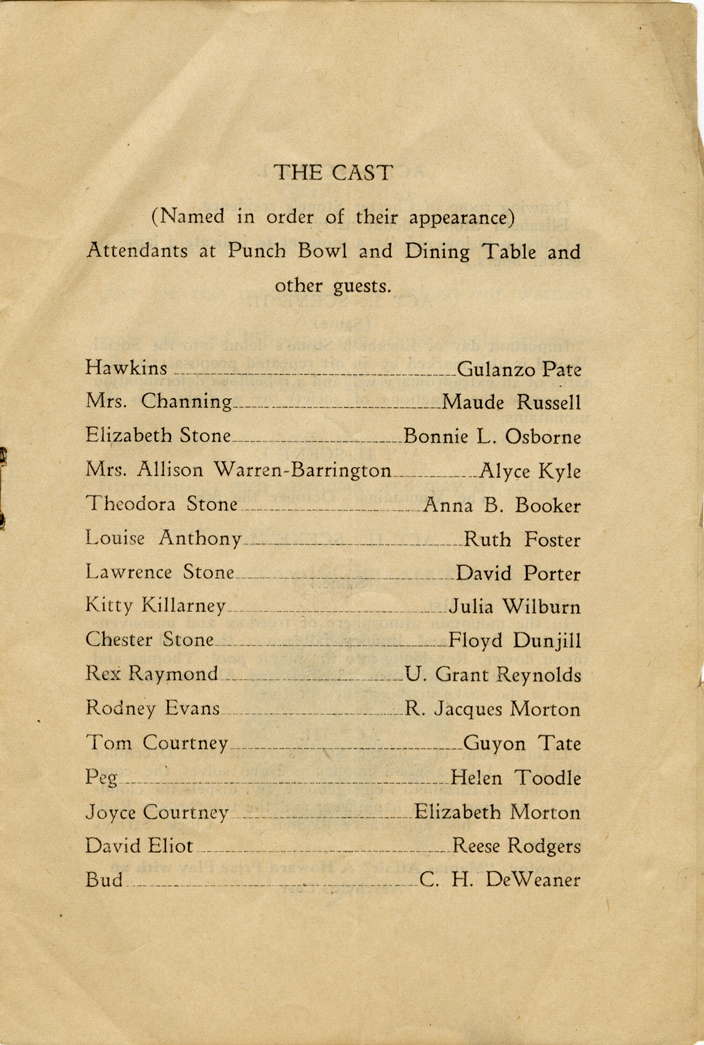 THE CAST
(Named in order of their appearance)
Attendants at Punch Bowl and Dining Table and
other guests.
Hawkins Gulanzo Pate
Mrs. Channing Maude Russell
Elizabeth Stone Bonnie L. Osborne
Mrs. Allison Warren-Barrington Alyce Kyle
Theodora Stone Anna B. Booker
Louise Anthony Ruth Foster
Lawrence Stone David Porter
Kitty Killarney Julia Wilburn
Chester Stone Floyd Dunjill
Rex Raymond U. Grant Reynolds
Rodney Evans R. Jacques Morton
Tom Courtney Guyon Tate
Peg Helen Toodle
Joyce Courtney Elizabeth Morton
David Eliot Reese Rodgers
Bud C. H. DeWeaner